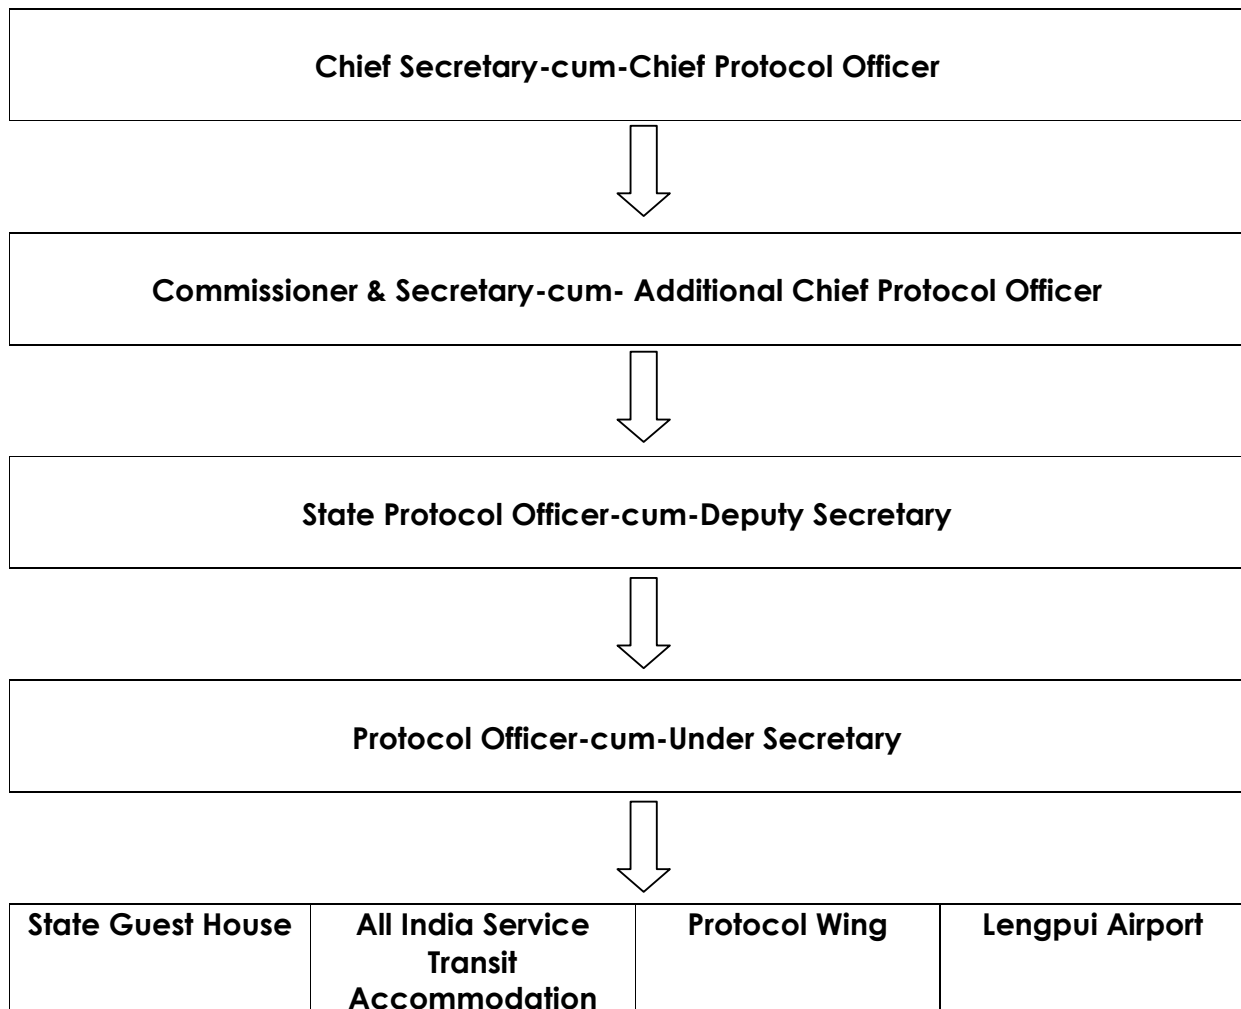 Chief Secretary-cum-Chief Protocol Officer
Commissioner & Secretary-cum- Additional Chief Protocol Officer
State Protocol Officer-cum-Deputy Secretary
Protocol Officer-cum-Under Secretary
State Guest House
All India Service
Transit
Accommodation
Protocol Wing
Lengpui Airport